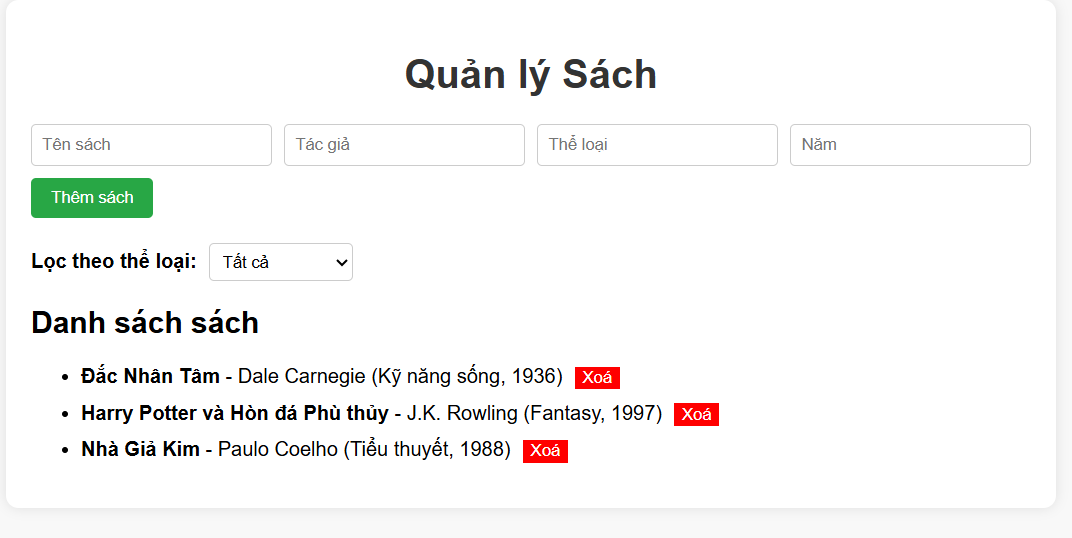 Quản lý Sách
Tên sách Tác giả Thể loại Năm
Thêm sách
Lọc theo thể loại: Tất cả
Danh sách sách
Đắc Nhân Tâm - Dale Carnegie (Kỹ năng sống, 1936) Xoá
Harry Potter và Hòn đá Phù thủy - J.K. Rowling (Fantasy, 1997) Xoá
Nhà Giả Kim - Paulo Coelho (Tiểu thuyết, 1988) Xoá